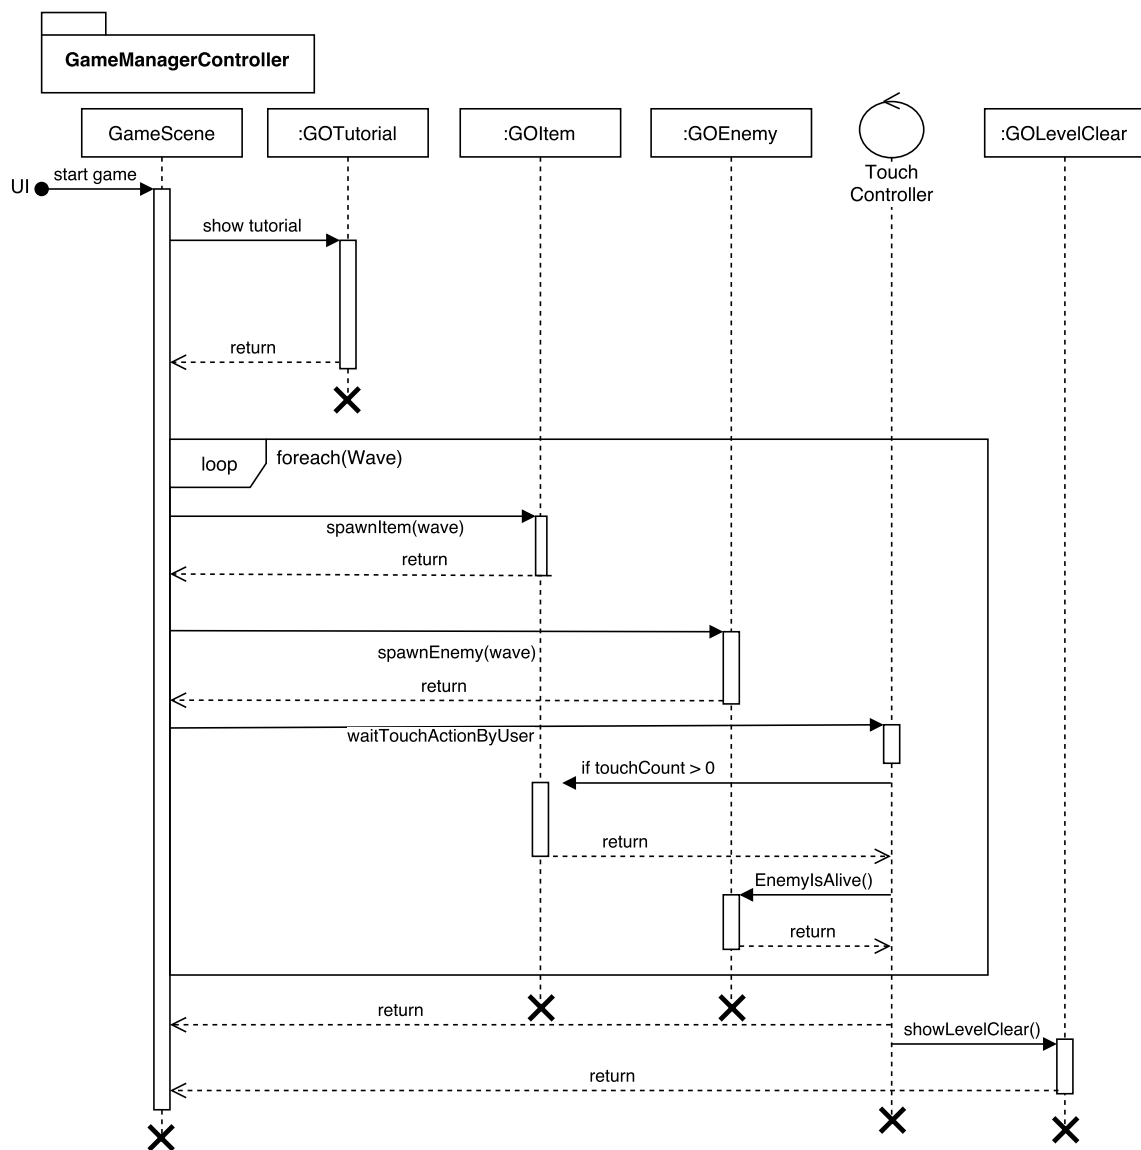 GameManagerController
GameScene
:GOTutorial
:GOItem
:GOEnemy
:GOLevelClear
Touch
Controller
UI
start game
show tutorial
return
loop
foreach(Wave)
spawnItem(wave)
return
spawnEnemy(wave)
return
waitTouchActionByUser
if touchCount > 0
return
EnemyIsAlive()
return
return
showLevelClear()
return